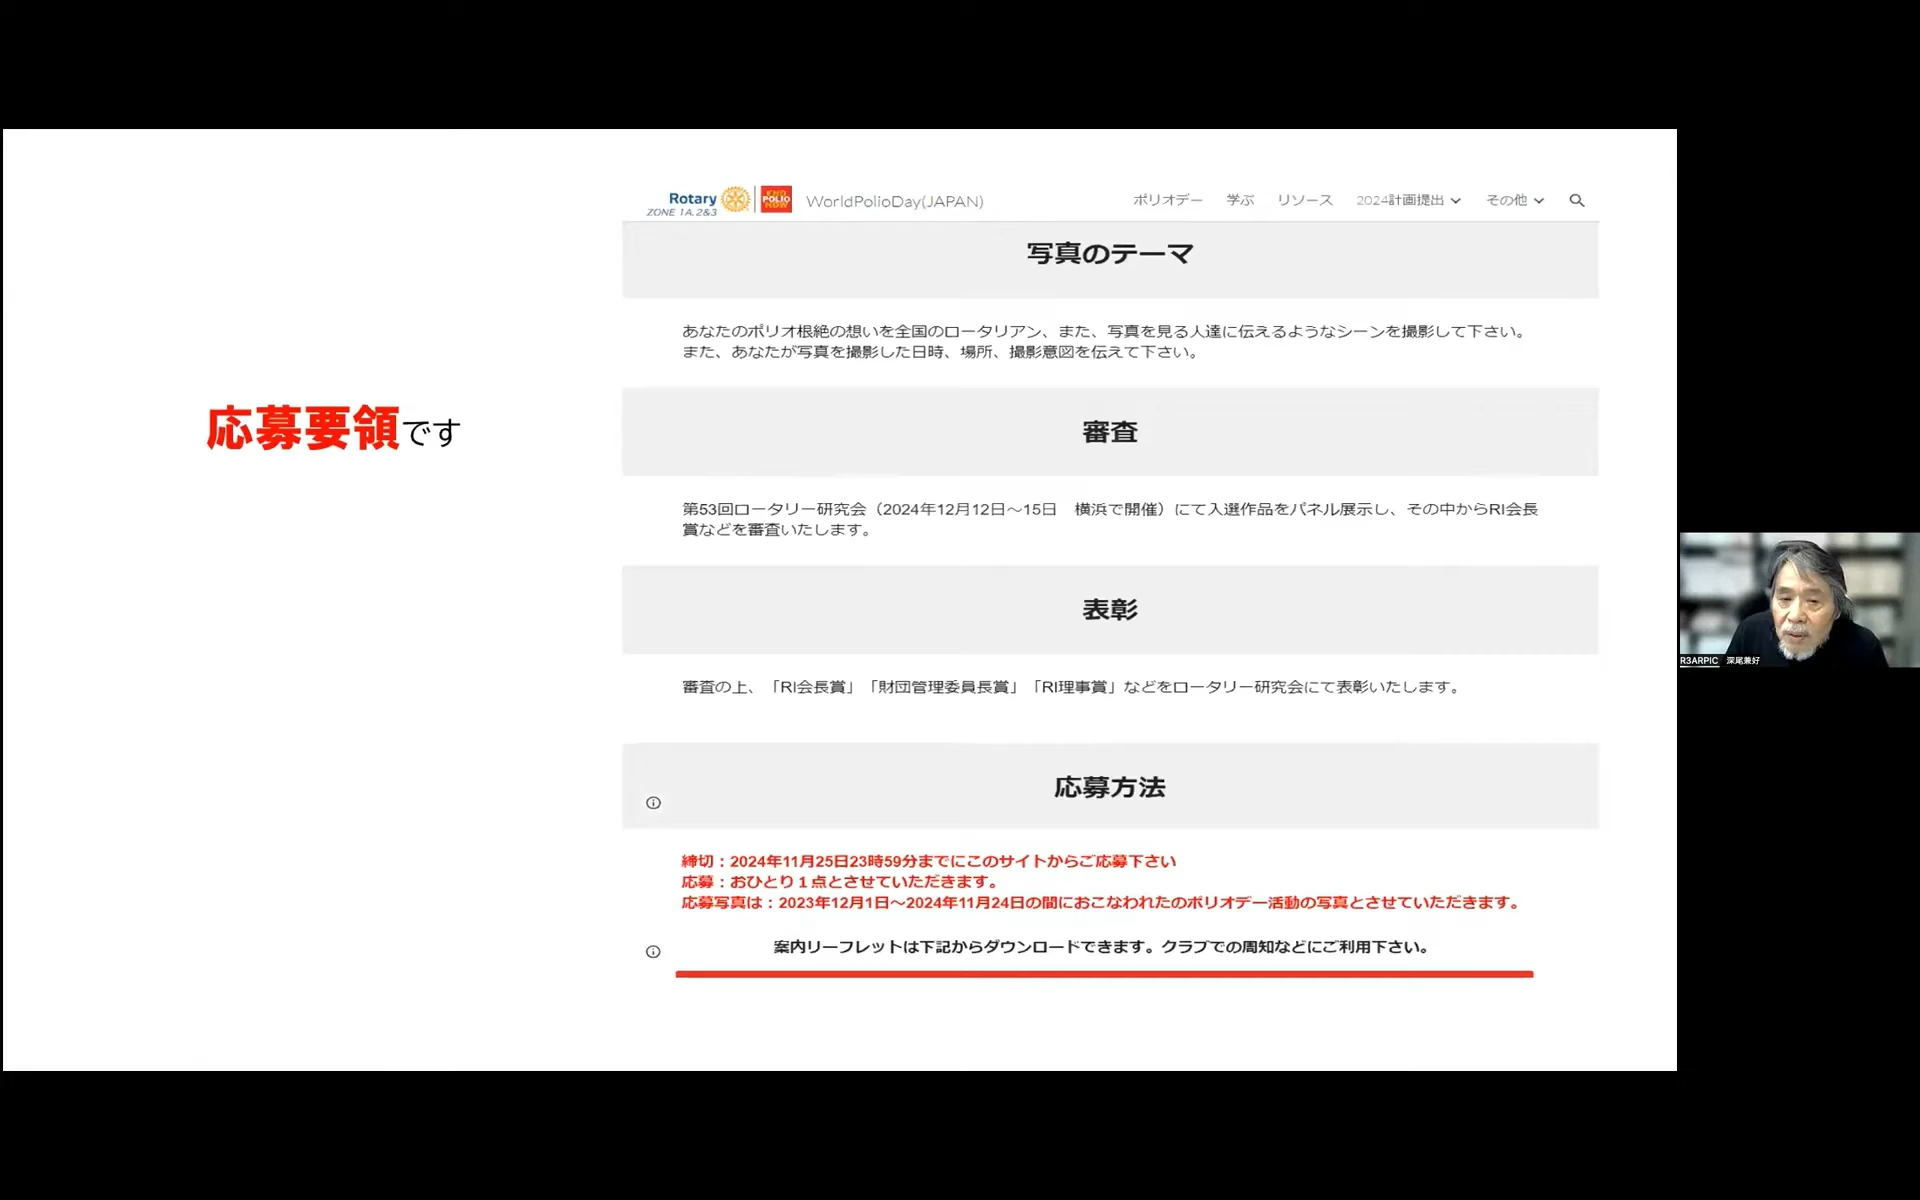 Rotary
ZONE 1A.2&3
END
POLIO
NOW
WorldPolioDay(JAPAN)
ポリオデー
学ぶ
リソース
2024計画提出
その他
写真のテーマ
あなたのポリオ根絶の想いを全国のロータリアン、また、写真を見る人達に伝えるようなシーンを撮影して下さい。
また、あなたが写真を撮影した日時、場所、撮影意図を伝えて下さい。
応募要領です
審査
第53回ロータリー研究会（2024年12月12日～15日　横浜で開催）にて入選作品をパネル展示し、その中からRI会長
賞などを審査いたします。
表彰
審査の上、「RI会長賞」「財団管理委員長賞」「RI理事賞」などをロータリー研究会にて表彰いたします。
応募方法
締切：2024年11月25日23時59分までにこのサイトからご応募下さい
応募：おひとり１点とさせていただきます。
応募写真は：2023年12月1日～2024年11月24日の間におこなわれたのポリオデー活動の写真とさせていただきます。
案内リーフレットは下記からダウンロードできます。クラブでの周知などにご利用下さい。
R3ARPIC 深尾兼好